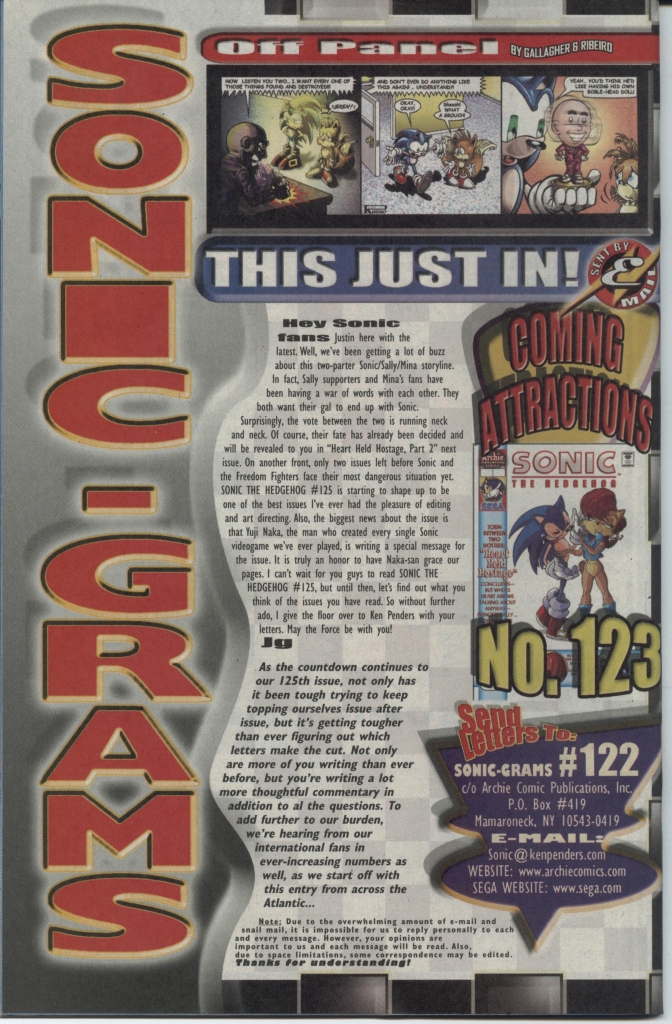 SONIC-GRAMS
Off Panel
BY GALLAGHER & RIBEIRO
NOW LISTEN YOU TWO.. I WANT EVERY ONE OF
THOSE THINGS FOUND AND DESTROYED!
AND DON'T EVER DO ANYTHING LIKE
THIS AGAIN! .. UNDERSTAND?!
OKAY,
OKAY!
Sheesh!
WHAT
A GROUCH!
YEAH, YOU'D THINK HE'D
LIKE HAVING HIS OWN
BOBLE-HEAD DOLL!
THIS JUST IN!
SENT BY
E
MAIL
Hey Sonic
fans Justin here with the
latest. Well, we've been getting a lot of buzz
about this two-parter Sonic/Sally/Mina storyline.
In fact, Sally supporters and Mina's fans have
been having a war of words with each other. They
both want their gal to end up with Sonic.
Surprisingly, the vote between the two is running neck
and neck. Of course, their fate has already been decided and
will be revealed to you in "Heart Held Hostage, Part 2" next
issue. On another front, only two issues left before Sonic and
the Freedom Fighters face their most dangerous situation yet.
SONIC THE HEDGEHOG #125 is starting to shape up to be
one of the best issues I've ever had the pleasure of editing
and art directing. Also, the biggest news about the issue is
that Yuji Naka, the man who created every single Sonic
videogame we've ever played, is writing a special message for
the issue. It is truly an honor to have Naka-san grace our
pages. I can't wait for you guys to read SONIC THE
HEDGEHOG #125, but until then, let's find out what you
think of the issues you have read. So without further
ado, I give the floor over to Ken Penders with your
letters. May the Force be with you!
Jg
As the countdown continues to
our 125th issue, not only has
it been tough trying to keep
topping ourselves issue after
issue, but it's getting tougher
than ever figuring out which
letters make the cut. Not only
are more of you writing than ever
before, but you're writing a lot
more thoughtful commentary in
addition to al the questions. To
add further to our burden,
we're hearing from our
international fans in
ever-increasing numbers as
well, as we start off with
this entry from across the
Atlantic...
Note: Due to the overwhelming amount of e-mail and
snail mail, it is impossible for us to reply personally to each
and every message. However, your opinions are
important to us and each message will be read. Also,
due to space limitations, some correspondence may be edited.
Thanks for understanding!
COMING
ATTRACTIONS
Archie
SONIC
THE HEDGEHOG
SEGA
TORN
BETWEEN
TWO
"Heart
Held
Hostage"
No. 123
Send
Letters To:
SONIC-GRAMS #122
c/o Archie Comic Publications, Inc.
P.O. Box #419
Mamaroneck, NY 10543-0419
E-MAIL:
Sonic@kenpenders.com
WEBSITE: www.archiecomics.com
SEGA WEBSITE: www.sega.com